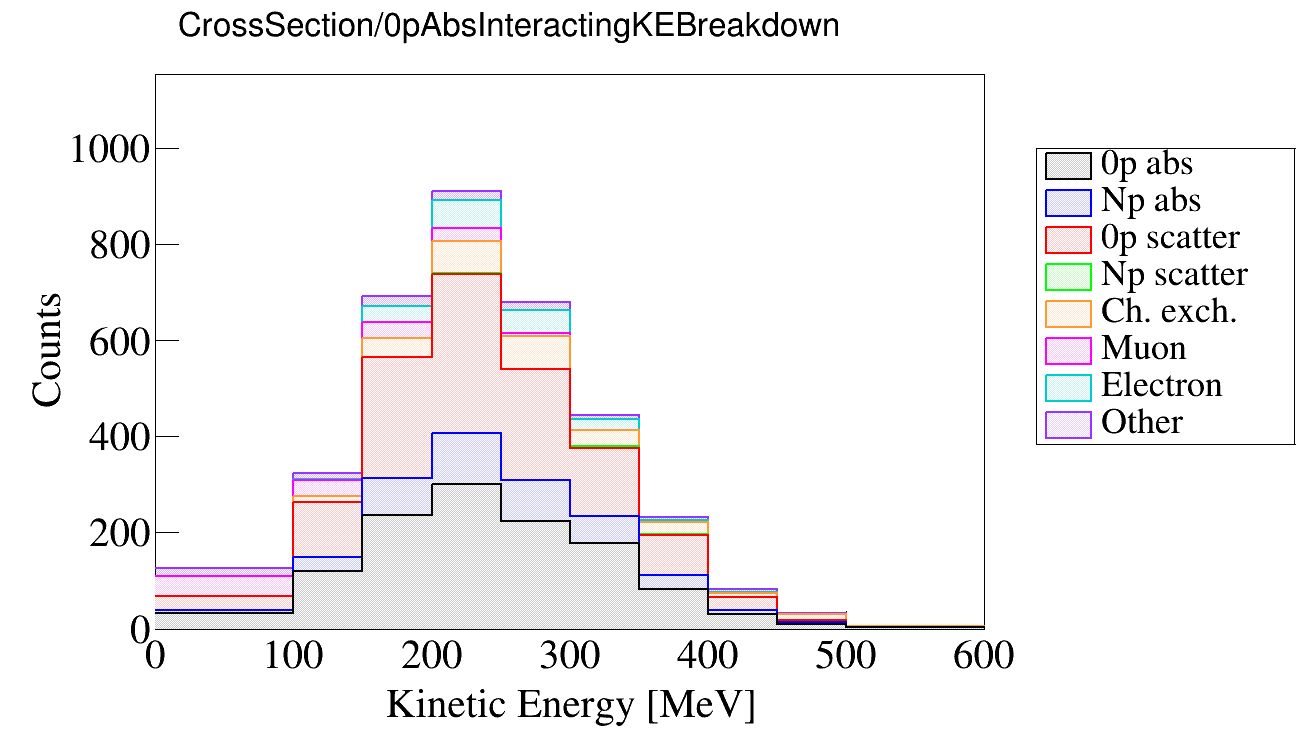 CrossSection/0pAbsInteractingKEBreakdown
1000
800
600
400
200
0
Counts
0 100 200 300 400 500 600
Kinetic Energy [MeV]
0p abs
Np abs
0p scatter
Np scatter
Ch. exch.
Muon
Electron
Other